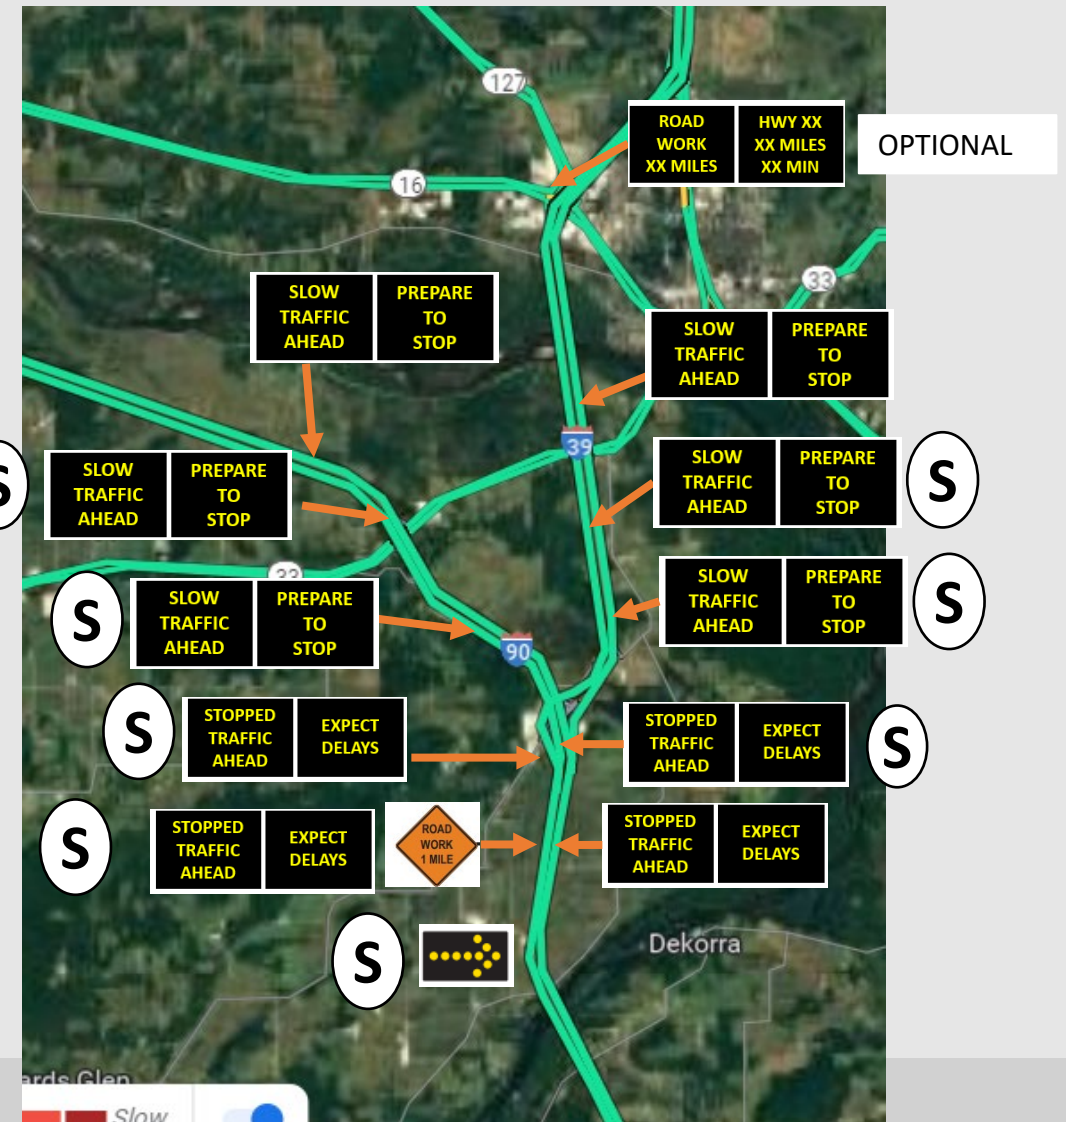 127
ROAD
WORK
XX MILES
HWY XX
XX MILES
XX MIN
OPTIONAL
16
33
SLOW
TRAFFIC
AHEAD
PREPARE
TO
STOP
SLOW
TRAFFIC
AHEAD
PREPARE
TO
STOP
39
S
SLOW
TRAFFIC
AHEAD
PREPARE
TO
STOP
SLOW
TRAFFIC
AHEAD
PREPARE
TO
STOP
S
33
S
SLOW
TRAFFIC
AHEAD
PREPARE
TO
STOP
SLOW
TRAFFIC
AHEAD
PREPARE
TO
STOP
S
90
S
STOPPED
TRAFFIC
AHEAD
EXPECT
DELAYS
STOPPED
TRAFFIC
AHEAD
EXPECT
DELAYS
S
S
STOPPED
TRAFFIC
AHEAD
EXPECT
DELAYS
ROAD
WORK
1 MILE
STOPPED
TRAFFIC
AHEAD
EXPECT
DELAYS
S
Dekorra
ards Glen
Slow